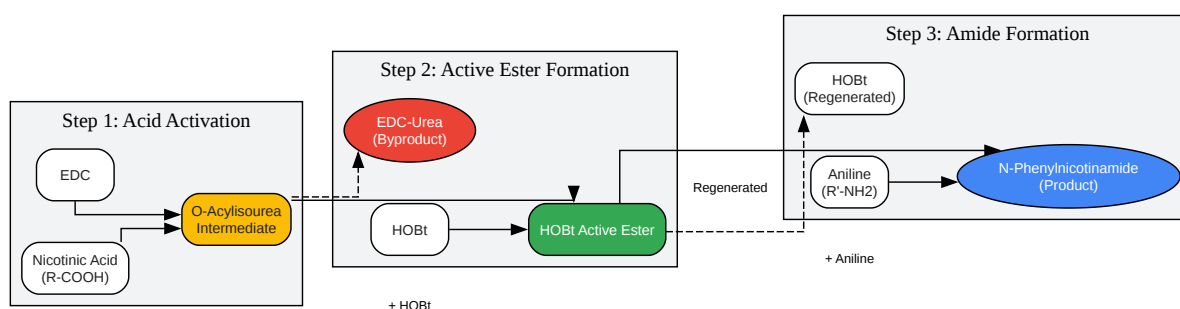 Step 1: Acid Activation
EDC
Nicotinic Acid
(R-COOH)
O-Acylisourea
Intermediate
Step 2: Active Ester Formation
EDC-Urea
(Byproduct)
HOBt
HOBt Active Ester
+ HOBt
Regenerated
Step 3: Amide Formation
HOBt
(Regenerated)
Aniline
(R'-NH2)
N-Phenylnicotinamide
(Product)
+ Aniline